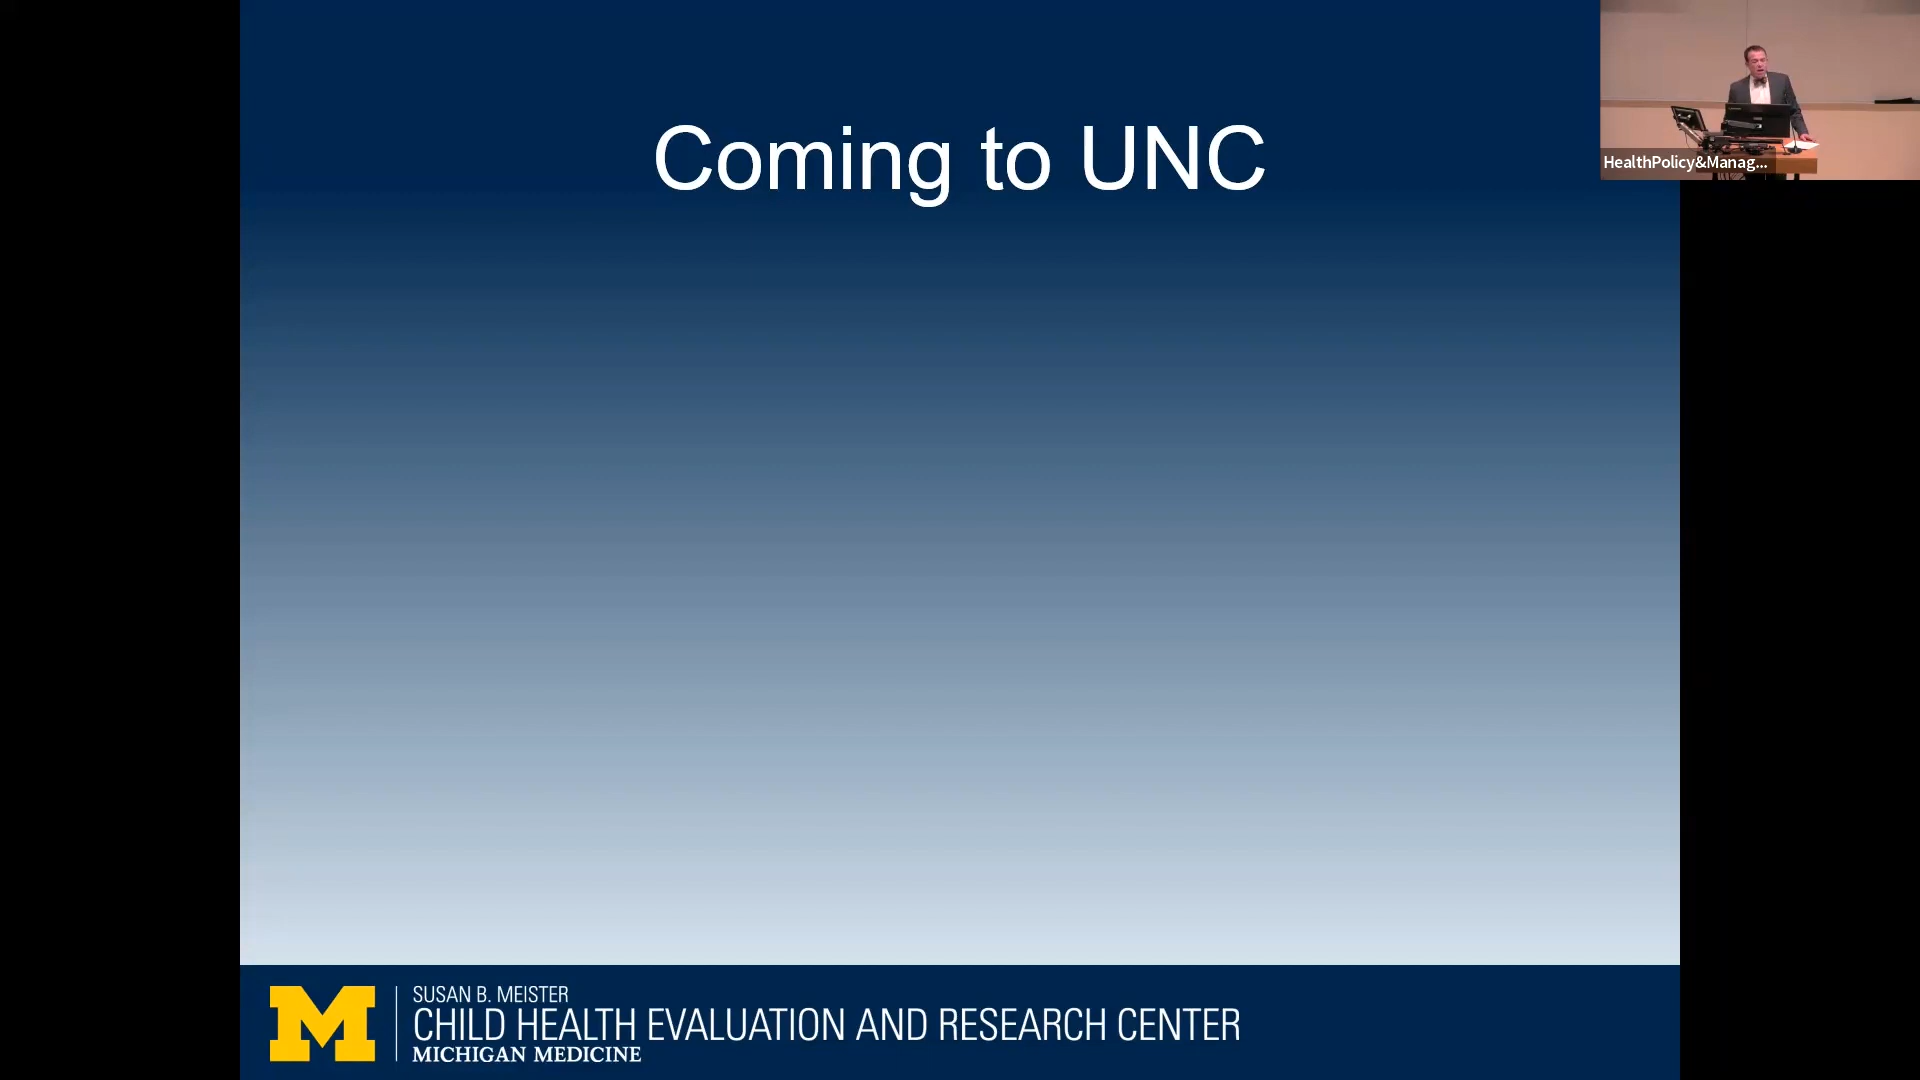 Coming to UNC
HealthPolicy&Manag...
M
SUSAN B. MEISTER
CHILD HEALTH EVALUATION AND RESEARCH CENTER
MICHIGAN MEDICINE